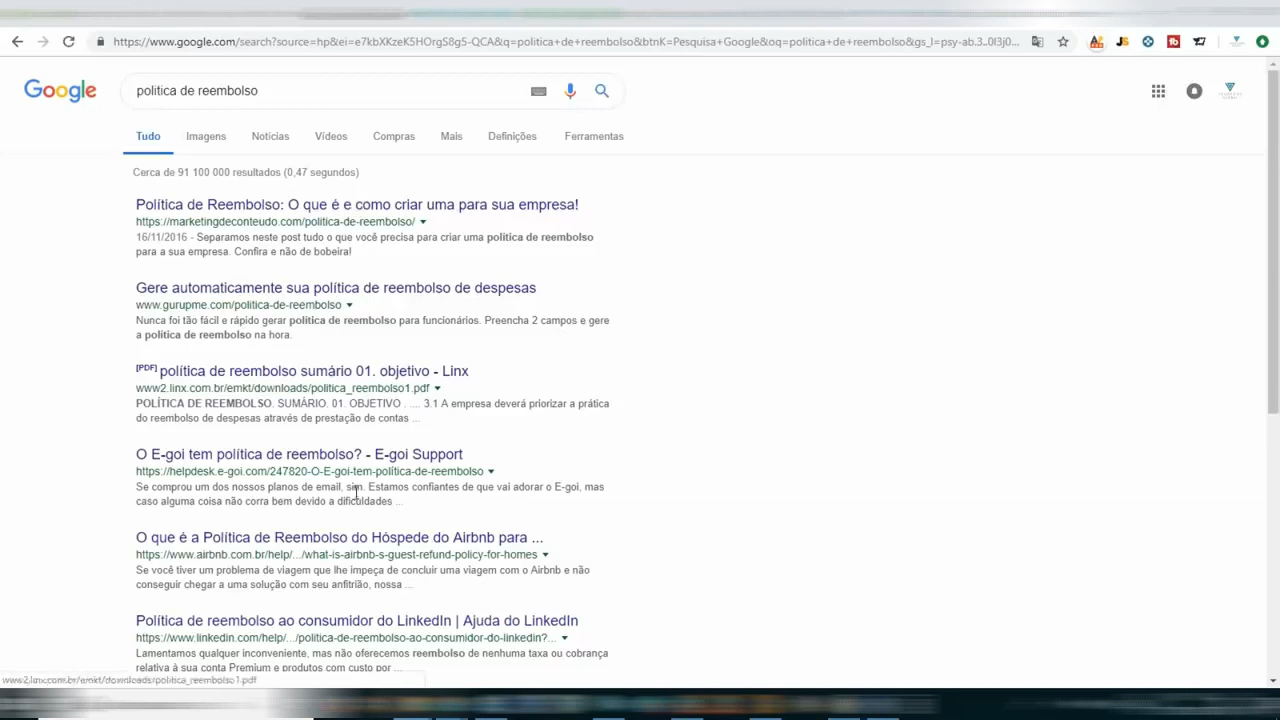 https://www.google.com/search?source=hp&ei=e7kbXKzeK5HOrgS8g5-QCA&q=politica+de+reembolso&btnK=Pesquisa+Google&oq=politica+de+reembolso&gs_l=psy-ab.3..0l3j0...
Google
politica de reembolso
Tudo Imagens Notícias Vídeos Compras Mais Definições Ferramentas
Cerca de 91 100 000 resultados (0,47 segundos)
Política de Reembolso: O que é e como criar uma para sua empresa!
https://marketingdeconteudo.com/politica-de-reembolso/
16/11/2016 - Separamos neste post tudo o que você precisa para criar uma política de reembolso
para a sua empresa. Confira e não de bobeira!
Gere automaticamente sua política de reembolso de despesas
www.gurupme.com/politica-de-reembolso
Nunca foi tão fácil e rápido gerar política de reembolso para funcionários. Preencha 2 campos e gere
a política de reembolso na hora.
[PDF] política de reembolso sumário 01. objetivo - Linx
www2.linx.com.br/emkt/downloads/politica_reembolso1.pdf
POLÍTICA DE REEMBOLSO. SUMÁRIO. 01. OBJETIVO . .... 3.1 A empresa deverá priorizar a prática
do reembolso de despesas através de prestação de contas ...
O E-goi tem política de reembolso? - E-goi Support
https://helpdesk.e-goi.com/247820-O-E-goi-tem-política-de-reembolso
Se comprou um dos nossos planos de email, sim. Estamos confiantes de que vai adorar o E-goi, mas
caso alguma coisa não corra bem devido a dificuldades ...
O que é a Política de Reembolso do Hóspede do Airbnb para ...
https://www.airbnb.com.br/help/.../what-is-airbnb-s-guest-refund-policy-for-homes
Se você tiver um problema de viagem que lhe impeça de concluir uma viagem com o Airbnb e não
conseguir chegar a uma solução com seu anfitrião, nossa ...
Política de reembolso ao consumidor do LinkedIn | Ajuda do LinkedIn
https://www.linkedin.com/help/.../politica-de-reembolso-ao-consumidor-do-linkedin?...
Lamentamos qualquer inconveniente, mas não oferecemos reembolso de nenhuma taxa ou cobrança
relativa à sua conta Premium e produtos com custo por ...
www2.linx.com.br/emkt/downloads/politica_reembolso1.pdf